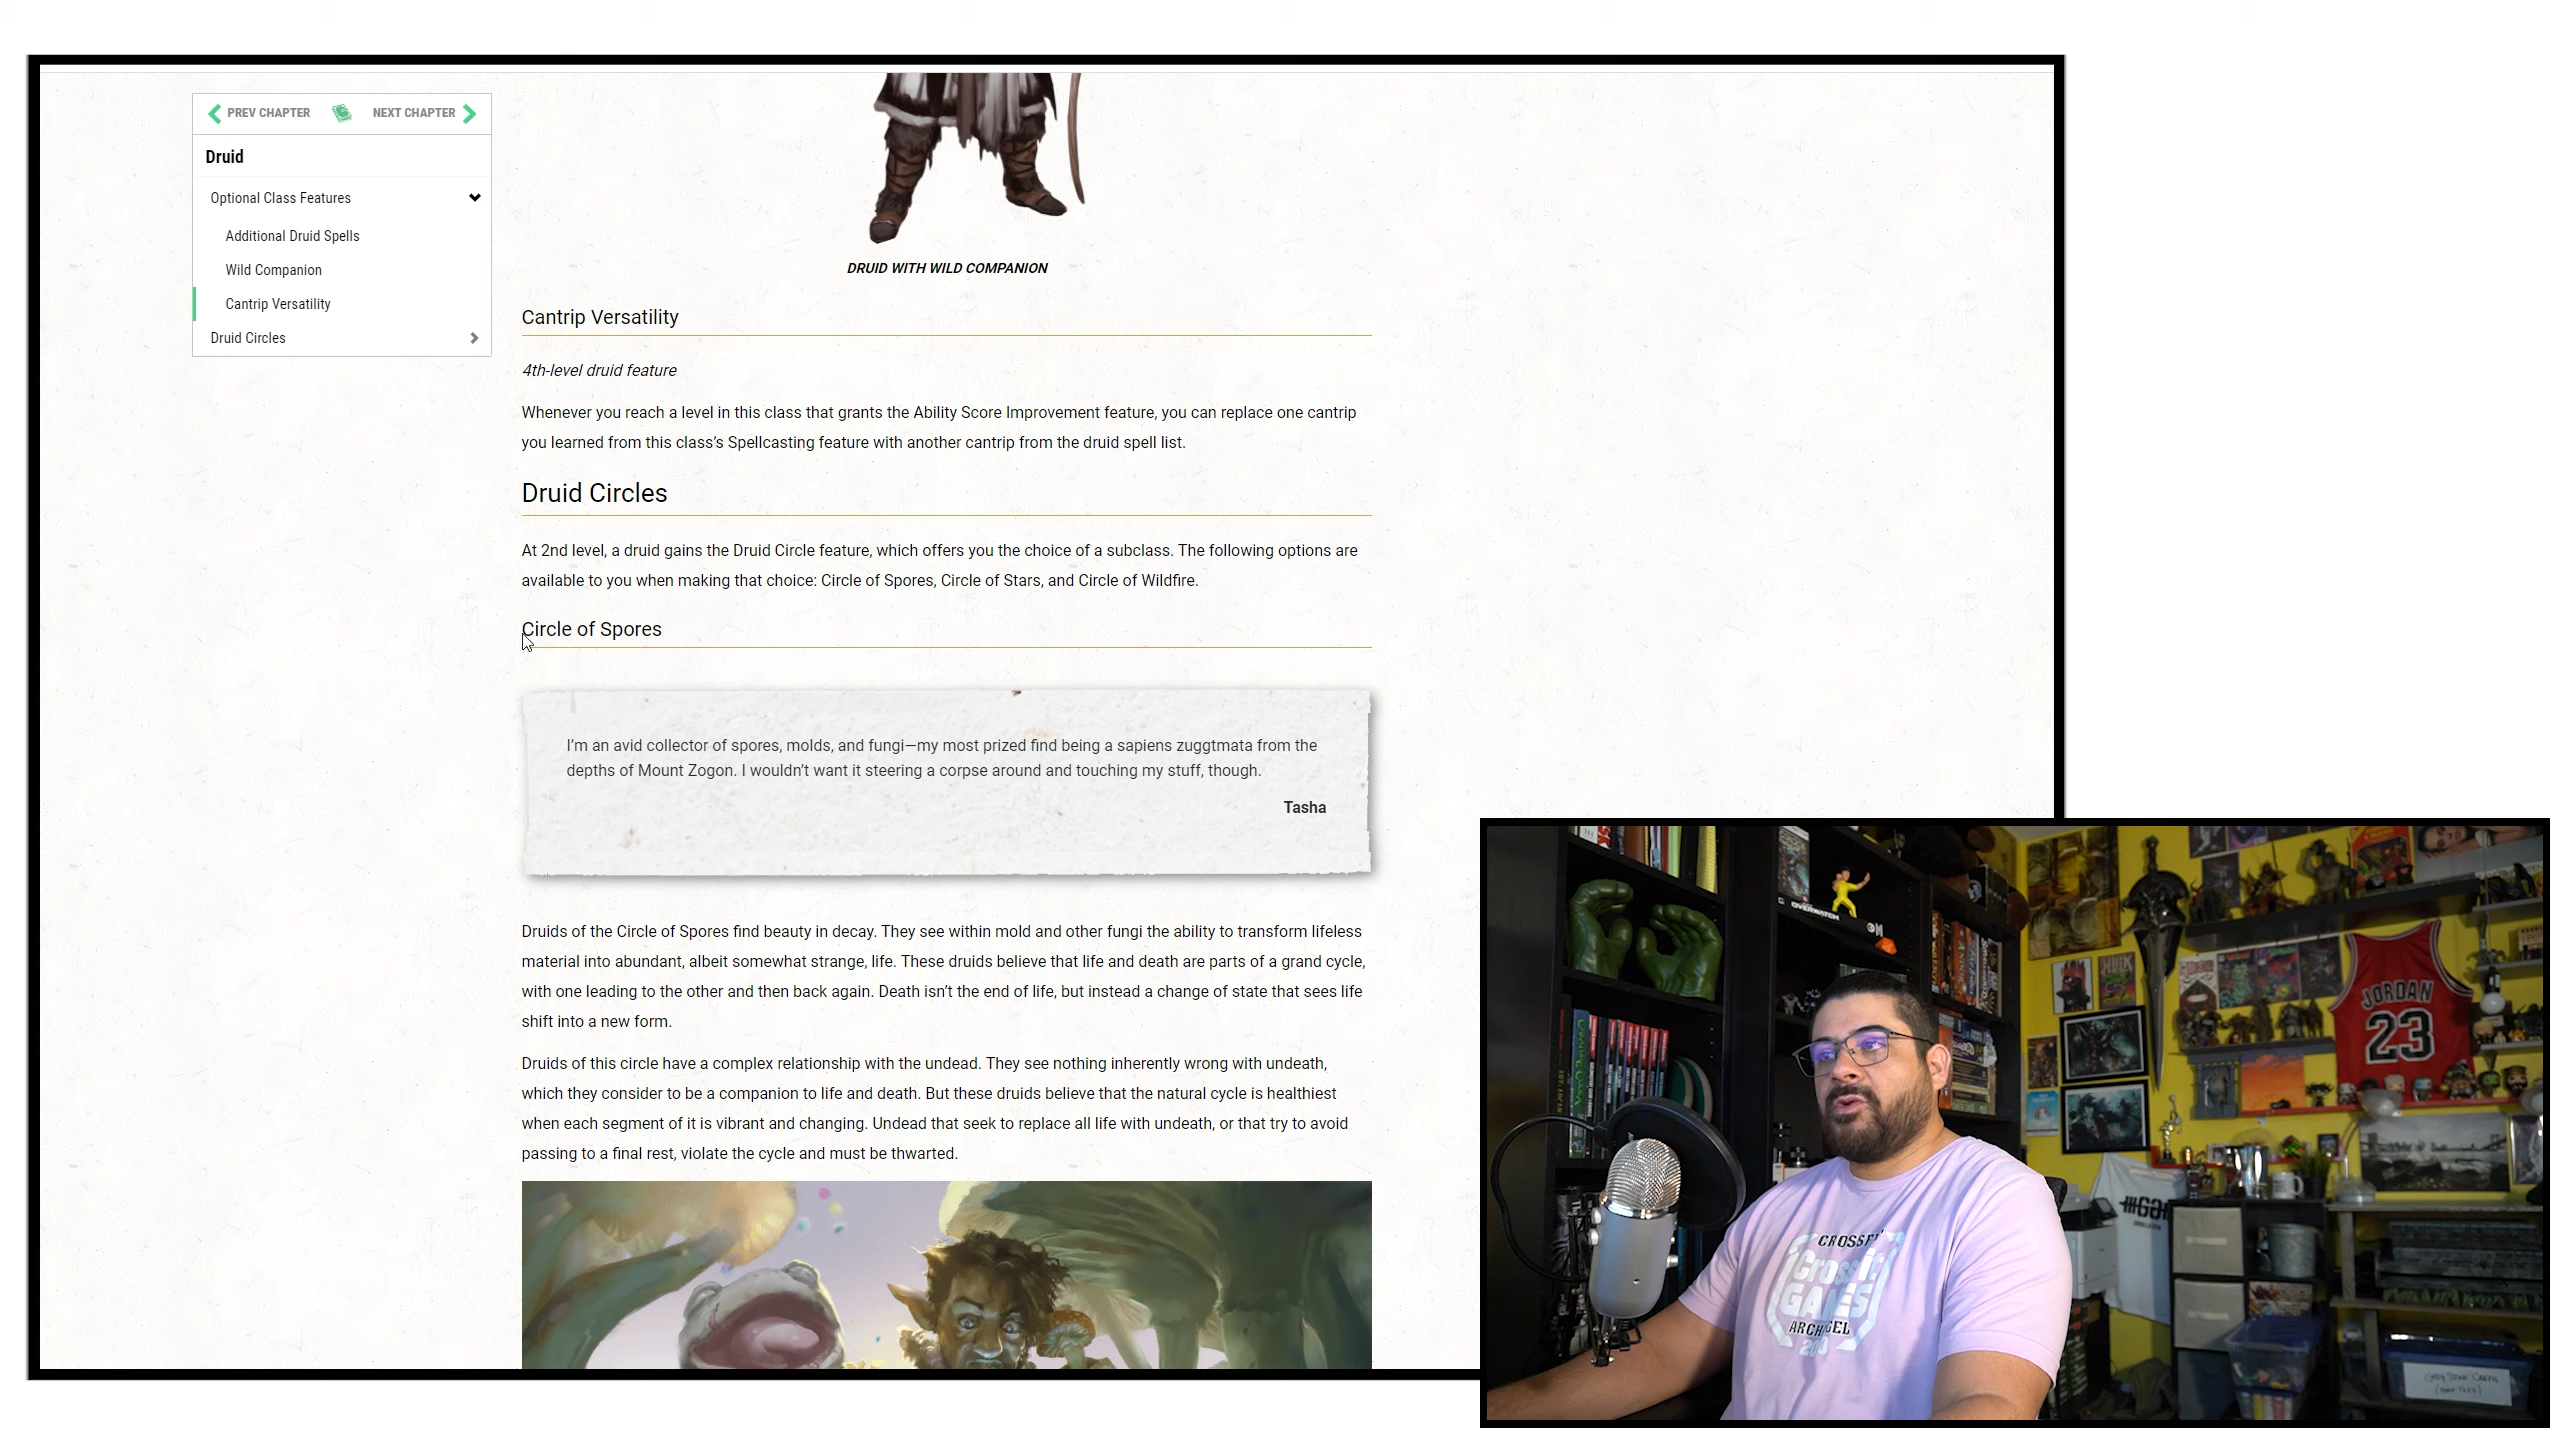 PREV CHAPTER
NEXT CHAPTER
Druid
Optional Class Features
Additional Druid Spells
Wild Companion
Cantrip Versatility
Druid Circles
DRUID WITH WILD COMPANION
Cantrip Versatility
4th-level druid feature
Whenever you reach a level in this class that grants the Ability Score Improvement feature, you can replace one cantrip
you learned from this class’s Spellcasting feature with another cantrip from the druid spell list.
Druid Circles
At 2nd level, a druid gains the Druid Circle feature, which offers you the choice of a subclass. The following options are
available to you when making that choice: Circle of Spores, Circle of Stars, and Circle of Wildfire.
Circle of Spores
I’m an avid collector of spores, molds, and fungi—my most prized find being a sapiens zuggtmata from the
depths of Mount Zogon. I wouldn’t want it steering a corpse around and touching my stuff, though.
Tasha
Druids of the Circle of Spores find beauty in decay. They see within mold and other fungi the ability to transform lifeless
material into abundant, albeit somewhat strange, life. These druids believe that life and death are parts of a grand cycle,
with one leading to the other and then back again. Death isn’t the end of life, but instead a change of state that sees life
shift into a new form.
Druids of this circle have a complex relationship with the undead. They see nothing inherently wrong with undeath,
which they consider to be a companion to life and death. But these druids believe that the natural cycle is healthiest
when each segment of it is vibrant and changing. Undead that seek to replace all life with undeath, or that try to avoid
passing to a final rest, violate the cycle and must be thwarted.
OVERWATCH
JORDAN
23
CrossFit
GAMES